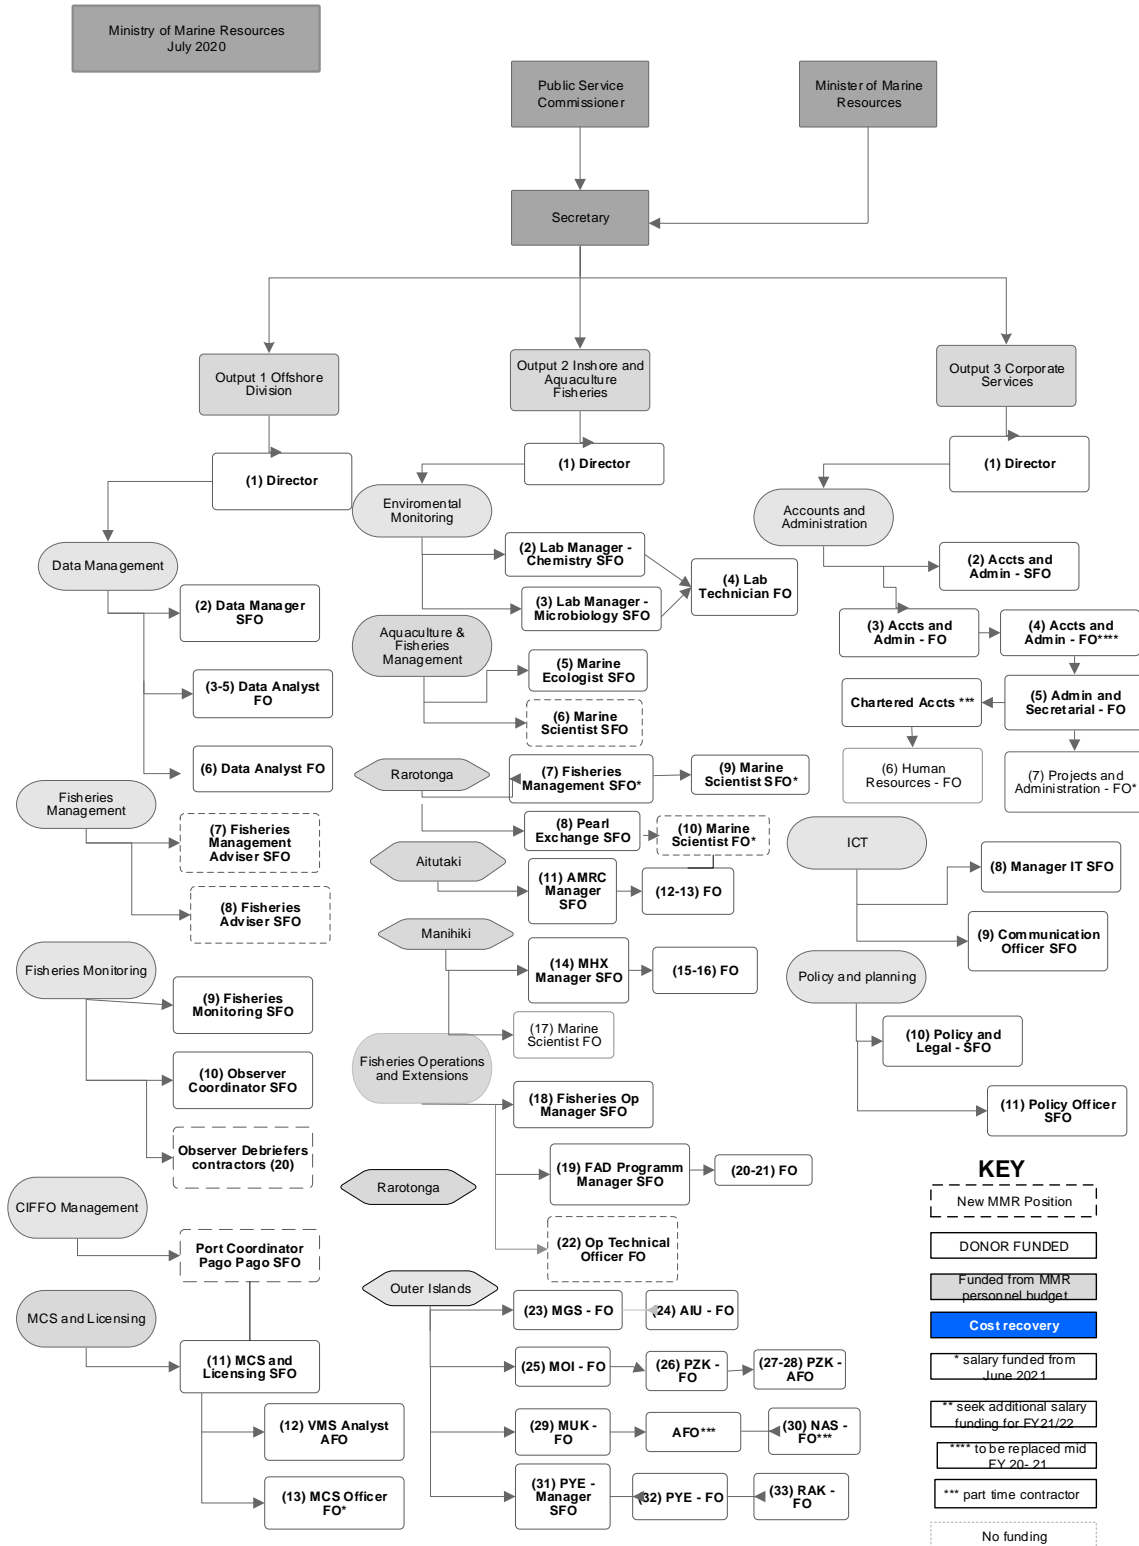 Ministry of Marine Resources
July 2020
Public Service
Commissioner
Minister of Marine
Resources
Secretary
Output 1 Offshore
Division
Output 2 Inshore and
Aquaculture
Fisheries
Output 3 Corporate
Services
(1) Director
Data Management
(2) Data Manager
SFO
(3-5) Data Analyst
FO
(6) Data Analyst FO
Fisheries
Management
(7) Fisheries
Management
Adviser SFO
(8) Fisheries
Adviser SFO
Fisheries Monitoring
(9) Fisheries
Monitoring SFO
(10) Observer
Coordinator SFO
Observer Debriefers
contractors (20)
CIFFO Management
Port Coordinator
Pago Pago SFO
MCS and Licensing
(11) MCS and
Licensing SFO
(12) VMS Analyst
AFO
(13) MCS Officer
FO*
(1) Director
Enviromental
Monitoring
(2) Lab Manager -
Chemistry SFO
(3) Lab Manager -
Microbiology SFO
(4) Lab
Technician FO
Aquaculture &
Fisheries
Management
(5) Marine
Ecologist SFO
(6) Marine
Scientist SFO
Rarotonga
(7) Fisheries
Management SFO*
(9) Marine
Scientist SFO*
(8) Pearl
Exchange SFO
(10) Marine
Scientist FO*
Aitutaki
(11) AMRC
Manager
SFO
(12-13) FO
Manihiki
(14) MHX
Manager SFO
(15-16) FO
(17) Marine
Scientist FO
Fisheries Operations
and Extensions
(18) Fisheries Op
Manager SFO
(19) FAD Programm
Manager SFO
(20-21) FO
Rarotonga
(22) Op Technical
Officer FO
Outer Islands
(23) MGS - FO
(24) AIU - FO
(25) MOI - FO
(26) PZK -
FO
(27-28) PZK -
AFO
(29) MUK -
FO
AFO***
(30) NAS -
FO***
(31) PYE -
Manager
SFO
(32) PYE - FO
(33) RAK -
FO
(1) Director
Accounts and
Administration
(2) Accts and
Admin - SFO
(3) Accts and
Admin - FO
(4) Accts and
Admin - FO****
Chartered Accts ***
(5) Admin and
Secretarial - FO
(6) Human
Resources - FO
(7) Projects and
Administration - FO*
ICT
(8) Manager IT SFO
(9) Communication
Officer SFO
Policy and planning
(10) Policy and
Legal - SFO
(11) Policy Officer
SFO
KEY
New MMR Position
DONOR FUNDED
Funded from MMR
personnel budget
Cost recovery
* salary funded from
June 2021
** seek additional salary
funding for FY21/22
**** to be replaced mid
FY 20- 21
*** part time contractor
No funding